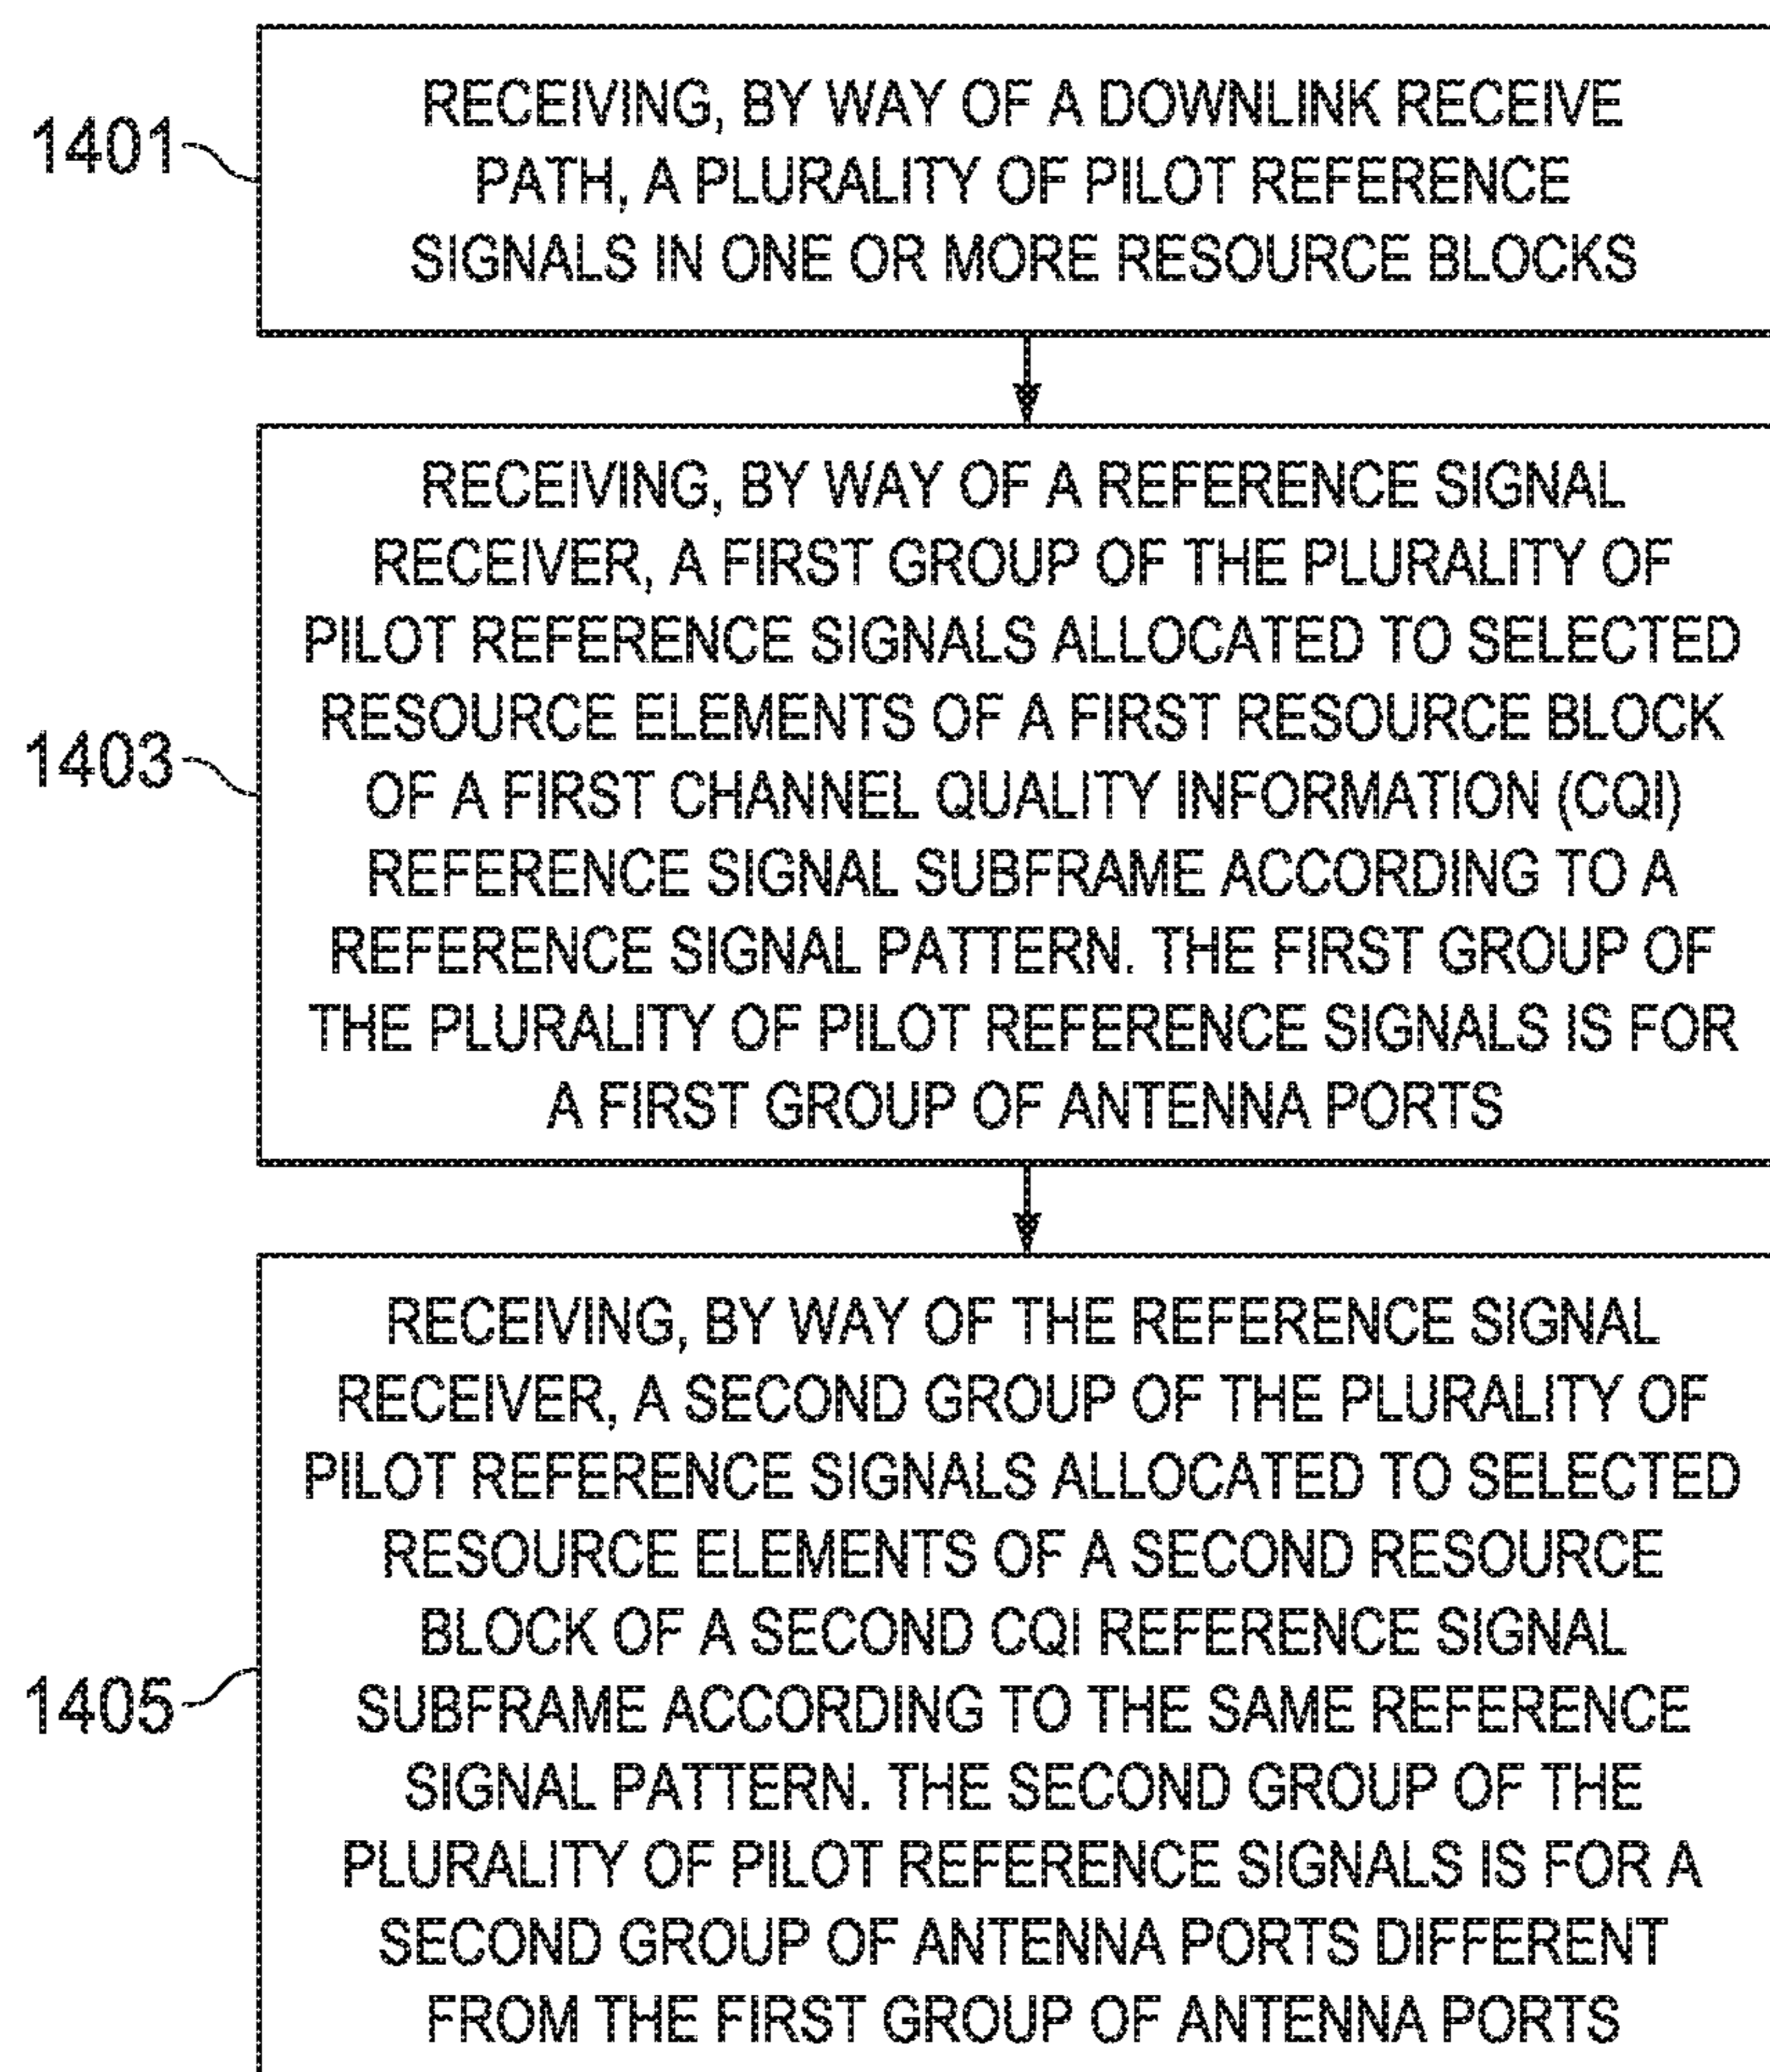 RECEIVING, BY WAY OF A DOWNLINK RECEIVE
1401
PATH, A PLURALITY OF PILOT REFERENCE
SIGNALS IN ONE OR MORE RESOURCE BLOCKS
RECEIVING, BY WAY OF A REFERENCE SIGNAL
RECEIVER, A FIRST GROUP OF THE PLURALITY OF
PILOT REFERENCE SIGNALS ALLOCATED TO SELECTED
RESOURCE ELEMENTS OF A FIRST RESOURCE BLOCK
1403
OF A FIRST CHANNEL QUALITY INFORMATION (CQI)
REFERENCE SIGNAL SUBFRAME ACCORDING TO A
REFERENCE SIGNAL PATTERN. THE FIRST GROUP OF
THE PLURALITY OF PILOT REFERENCE SIGNALS IS FOR
A FIRST GROUP OF ANTENNA PORTS
RECEIVING, BY WAY OF THE REFERENCE SIGNAL
RECEIVER, A SECOND GROUP OF THE PLURALITY OF
PILOT REFERENCE SIGNALS ALLOCATED TO SELECTED
RESOURCE ELEMENTS OF A SECOND RESOURCE
BLOCK OF A SECOND CQI REFERENCE SIGNAL
1405
SUBFRAME ACCORDING TO THE SAME REFERENCE
SIGNAL PATTERN. THE SECOND GROUP OF THE
PLURALITY OF PILOT REFERENCE SIGNALS IS FOR A
SECOND GROUP OF ANTENNA PORTS DIFFERENT
FROM THE FIRST GROUP OF ANTENNA PORTS